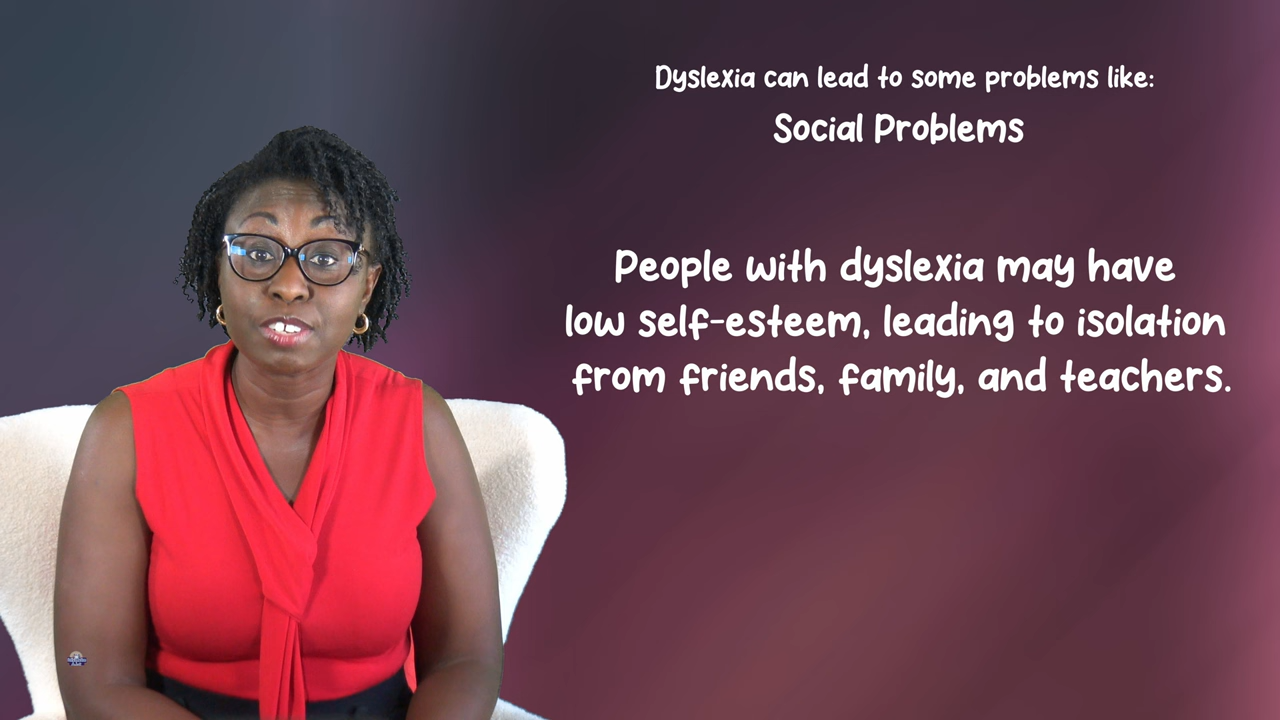 Dyslexia can lead to some problems like:
Social Problems
People with dyslexia may have
low self-esteem, leading to isolation
from friends, family, and teachers.